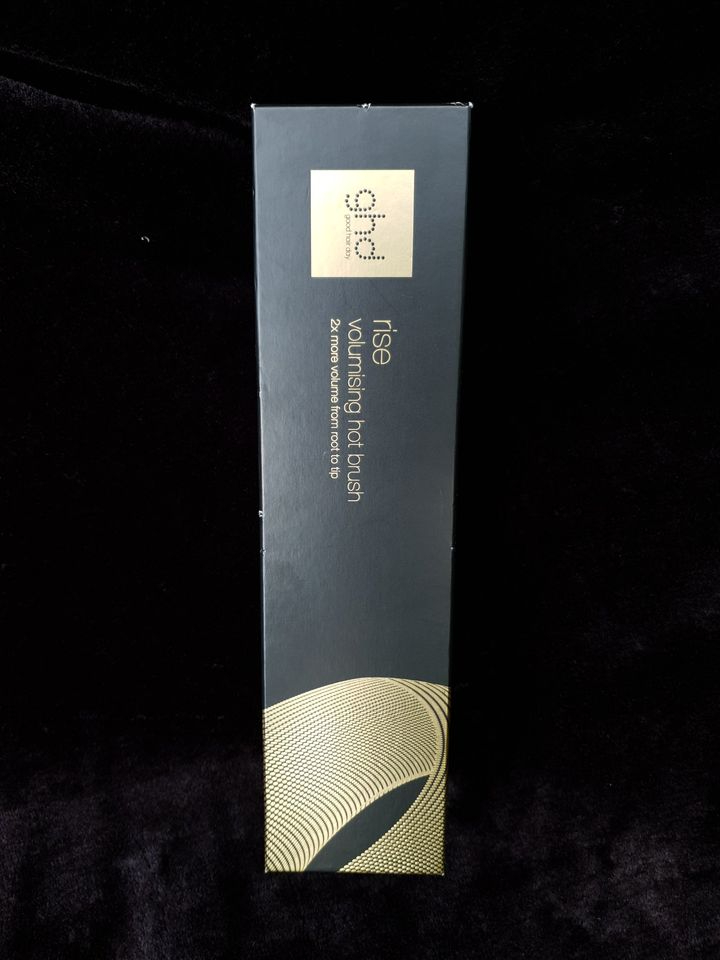 ghd
good hair day
rise
volumising hot brush
2x more volume from root to tip